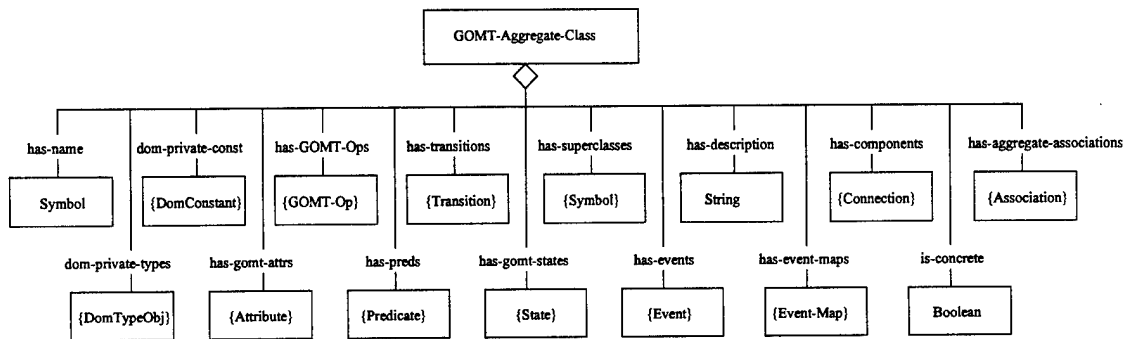 GOMT-Aggregate-Class
has-name
dom-private-const
has-GOMT-Ops
has-transitions
has-superclasses
has-description
has-components
has-aggregate-associations
Symbol
{DomConstant}
{GOMT-Op}
{Transition}
{Symbol}
String
{Connection}
{Association}
dom-private-types
has-gomt-attrs
has-preds
has-gomt-states
has-events
has-event-maps
is-concrete
{DomTypeObj}
{Attribute}
{Predicate}
{State}
{Event}
{Event-Map}
Boolean